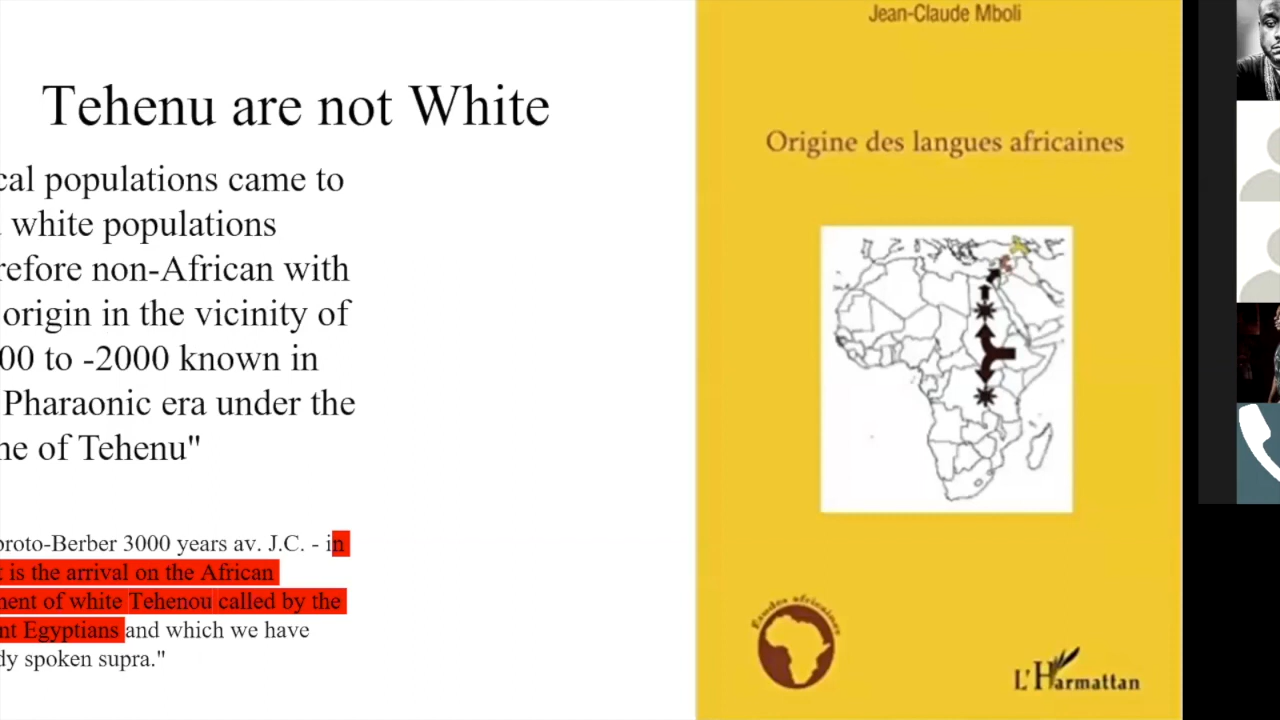 Tehenu are not White
cal populations came to
white populations
refore non-African with
origin in the vicinity of
00 to -2000 known in
Pharaonic era under the
ne of Tehenu"
proto-Berber 3000 years av. J.C. - in
t is the arrival on the African
nent of white Tehenou called by the
nt Egyptians and which we have
dy spoken supra."
Jean-Claude Mboli
Origine des langues africaines
Études africaines
L'Harmattan